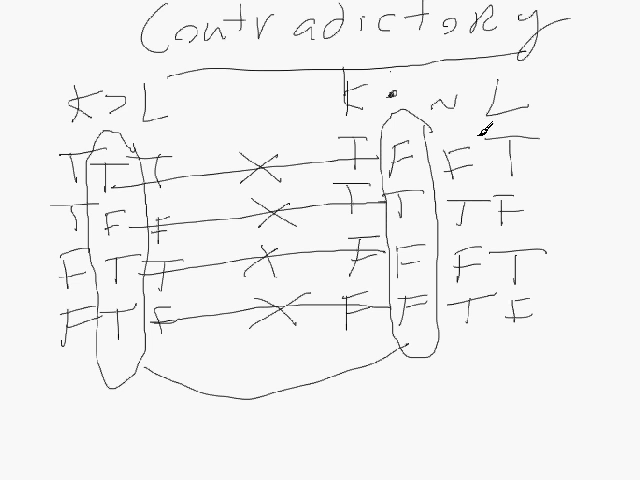 Contradictory
K > L K • ~ L
T T T T F F T
T F F T T T F
F T T F F F T
F T F F F T F